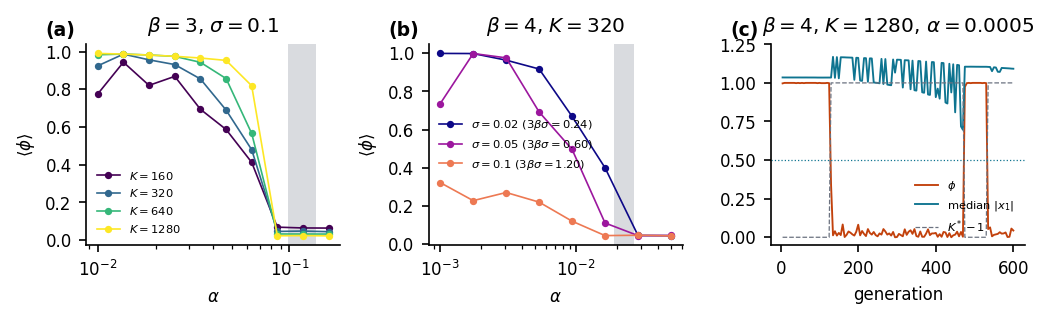 (a) β = 3, σ = 0.1
1.0
0.8
0.6
0.4
0.2
0.0
⟨ϕ⟩
K = 160
K = 320
K = 640
K = 1280
10⁻² 10⁻¹
α
(b) β = 4, K = 320
1.0
0.8
0.6
0.4
0.2
0.0
⟨ϕ⟩
σ = 0.02 (3βσ = 0.24)
σ = 0.05 (3βσ = 0.60)
σ = 0.1 (3βσ = 1.20)
10⁻³ 10⁻²
α
(c) β = 4, K = 1280, α = 0.0005
1.25
1.00
0.75
0.50
0.25
0.00
ϕ
median |x₁|
K* − 1
0 200 400 600
generation